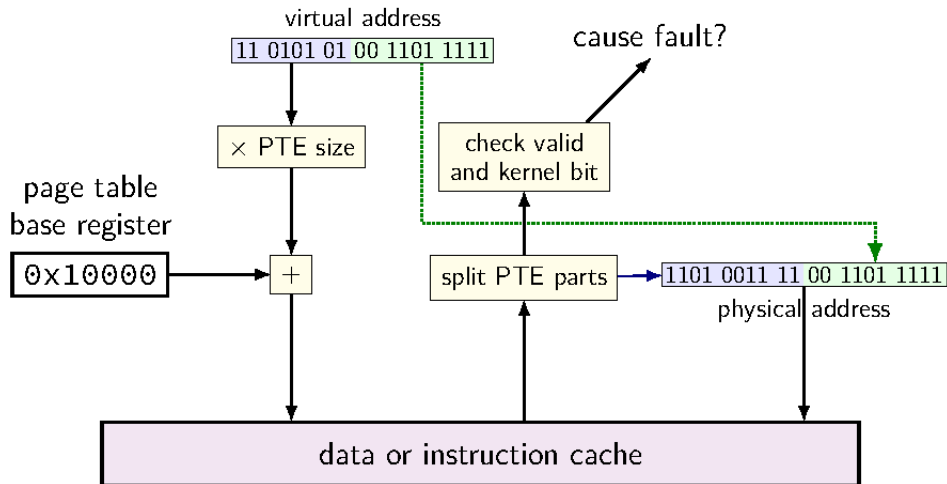 virtual address
11 0101 01 00 1101 1111
cause fault?
× PTE size
check valid
and kernel bit
page table
base register
0x10000
+
split PTE parts
1101 0011 11 00 1101 1111
physical address
data or instruction cache